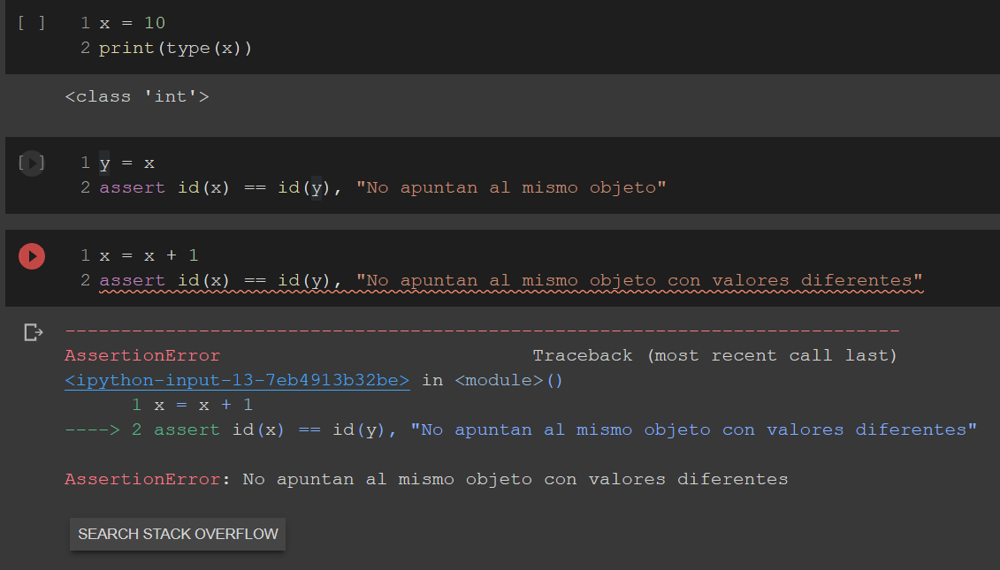 [ ] 1 x = 10
2 print(type(x))
<class 'int'>
[ ] 1 y = x
2 assert id(x) == id(y), "No apuntan al mismo objeto"
1 x = x + 1
2 assert id(x) == id(y), "No apuntan al mismo objeto con valores diferentes"
---------------------------------------------------------------------------
AssertionError                            Traceback (most recent call last)
<ipython-input-13-7eb4913b32be> in <module>()
      1 x = x + 1
----> 2 assert id(x) == id(y), "No apuntan al mismo objeto con valores diferentes"
AssertionError: No apuntan al mismo objeto con valores diferentes
SEARCH STACK OVERFLOW